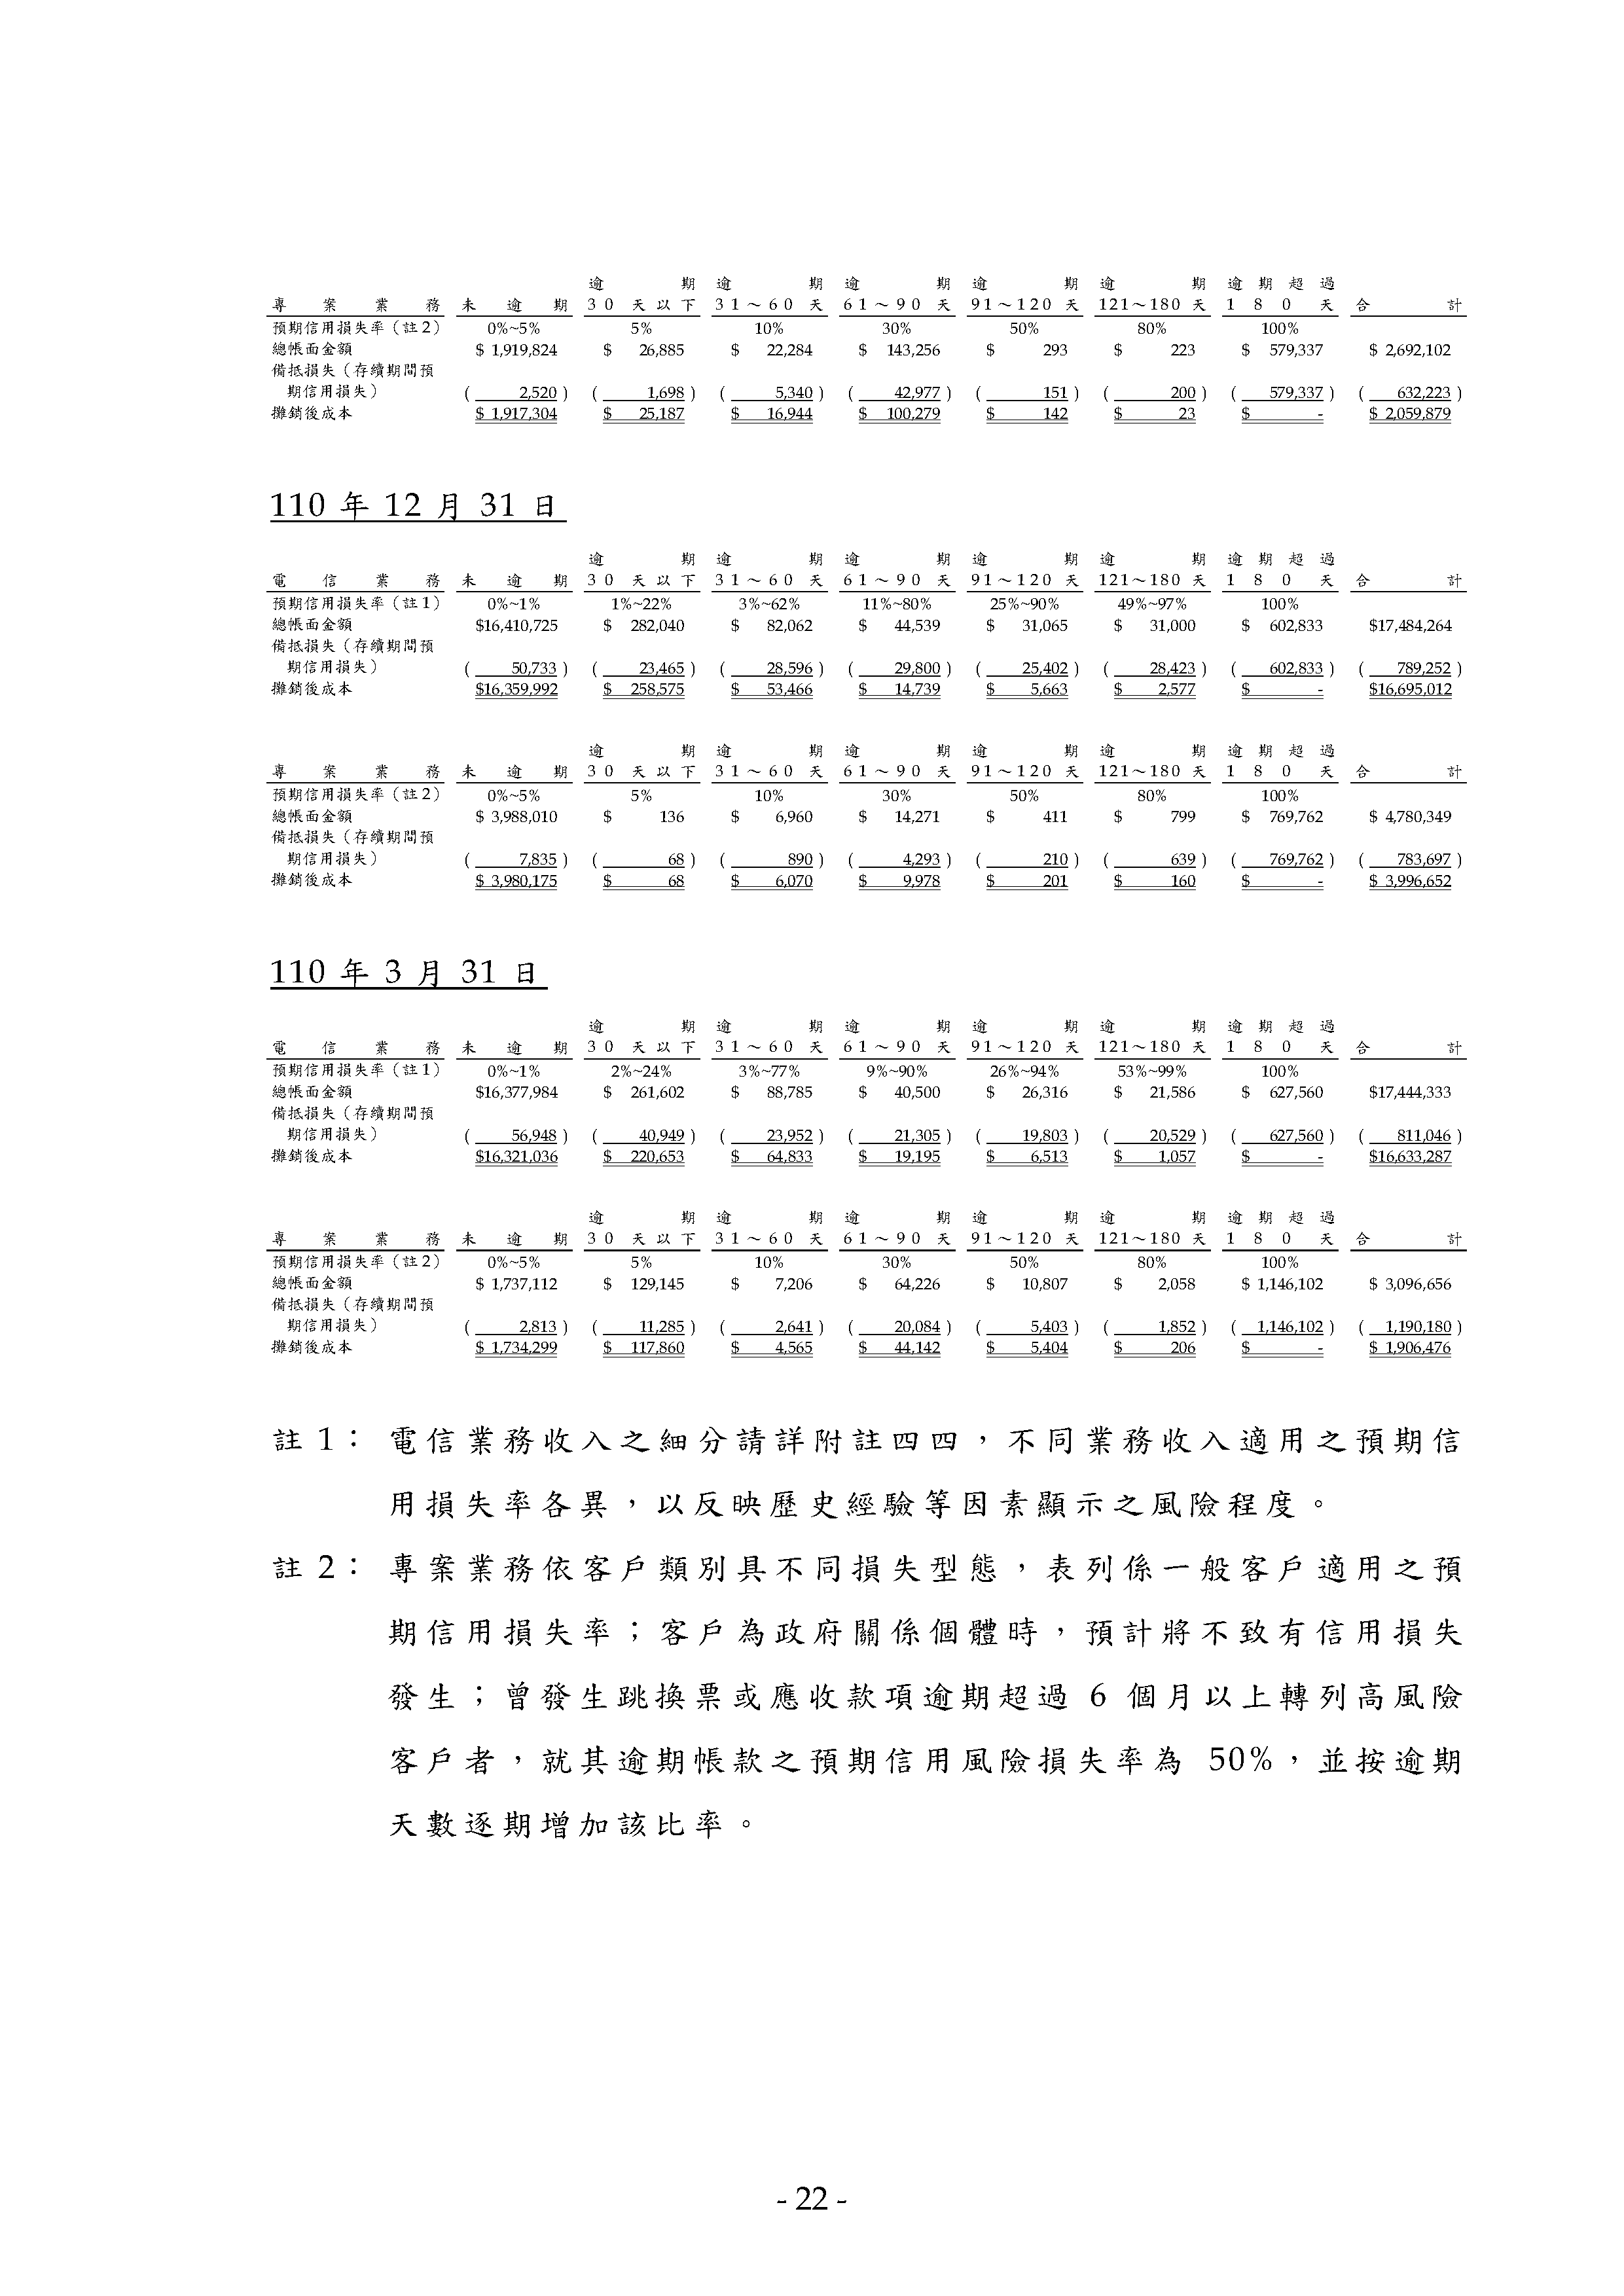 逾期 逾期 逾期 逾期 逾期 逾期超過
專案業務 未逾期 30天以下 31～60天 61～90天 91～120天 121～180天 180天 合計
預期信用損失率（註2） 0%~5% 5% 10% 30% 50% 80% 100%
總帳面金額 $ 1,919,824 $ 26,885 $ 22,284 $ 143,256 $ 293 $ 223 $ 579,337 $ 2,692,102
備抵損失（存續期間預
期信用損失） ( 2,520 ) ( 1,698 ) ( 5,340 ) ( 42,977 ) ( 151 ) ( 200 ) ( 579,337 ) ( 632,223 )
攤銷後成本 $ 1,917,304 $ 25,187 $ 16,944 $ 100,279 $ 142 $ 23 $ - $ 2,059,879
110 年 12 月 31 日
逾期 逾期 逾期 逾期 逾期 逾期超過
電信業務 未逾期 30天以下 31～60天 61～90天 91～120天 121～180天 180天 合計
預期信用損失率（註1） 0%~1% 1%~22% 3%~62% 11%~80% 25%~90% 49%~97% 100%
總帳面金額 $16,410,725 $ 282,040 $ 82,062 $ 44,539 $ 31,065 $ 31,000 $ 602,833 $17,484,264
備抵損失（存續期間預
期信用損失） ( 50,733 ) ( 23,465 ) ( 28,596 ) ( 29,800 ) ( 25,402 ) ( 28,423 ) ( 602,833 ) ( 789,252 )
攤銷後成本 $16,359,992 $ 258,575 $ 53,466 $ 14,739 $ 5,663 $ 2,577 $ - $16,695,012
逾期 逾期 逾期 逾期 逾期 逾期超過
專案業務 未逾期 30天以下 31～60天 61～90天 91～120天 121～180天 180天 合計
預期信用損失率（註2） 0%~5% 5% 10% 30% 50% 80% 100%
總帳面金額 $ 3,988,010 $ 136 $ 6,960 $ 14,271 $ 411 $ 799 $ 769,762 $ 4,780,349
備抵損失（存續期間預
期信用損失） ( 7,835 ) ( 68 ) ( 890 ) ( 4,293 ) ( 210 ) ( 639 ) ( 769,762 ) ( 783,697 )
攤銷後成本 $ 3,980,175 $ 68 $ 6,070 $ 9,978 $ 201 $ 160 $ - $ 3,996,652
110 年 3 月 31 日
逾期 逾期 逾期 逾期 逾期 逾期超過
電信業務 未逾期 30天以下 31～60天 61～90天 91～120天 121～180天 180天 合計
預期信用損失率（註1） 0%~1% 2%~24% 3%~77% 9%~90% 26%~94% 53%~99% 100%
總帳面金額 $16,377,984 $ 261,602 $ 88,785 $ 40,500 $ 26,316 $ 21,586 $ 627,560 $17,444,333
備抵損失（存續期間預
期信用損失） ( 56,948 ) ( 40,949 ) ( 23,952 ) ( 21,305 ) ( 19,803 ) ( 20,529 ) ( 627,560 ) ( 811,046 )
攤銷後成本 $16,321,036 $ 220,653 $ 64,833 $ 19,195 $ 6,513 $ 1,057 $ - $16,633,287
逾期 逾期 逾期 逾期 逾期 逾期超過
專案業務 未逾期 30天以下 31～60天 61～90天 91～120天 121～180天 180天 合計
預期信用損失率（註2） 0%~5% 5% 10% 30% 50% 80% 100%
總帳面金額 $ 1,737,112 $ 129,145 $ 7,206 $ 64,226 $ 10,807 $ 2,058 $ 1,146,102 $ 3,096,656
備抵損失（存續期間預
期信用損失） ( 2,813 ) ( 11,285 ) ( 2,641 ) ( 20,084 ) ( 5,403 ) ( 1,852 ) ( 1,146,102 ) ( 1,190,180 )
攤銷後成本 $ 1,734,299 $ 117,860 $ 4,565 $ 44,142 $ 5,404 $ 206 $ - $ 1,906,476
註 1： 電信業務收入之細分請詳附註四四，不同業務收入適用之預期信
用損失率各異，以反映歷史經驗等因素顯示之風險程度。
註 2： 專案業務依客戶類別具不同損失型態，表列係一般客戶適用之預
期信用損失率；客戶為政府關係個體時，預計將不致有信用損失
發生；曾發生跳換票或應收款項逾期超過 6 個月以上轉列高風險
客戶者，就其逾期帳款之預期信用風險損失率為 50%，並按逾期
天數逐期增加該比率。
- 22 -